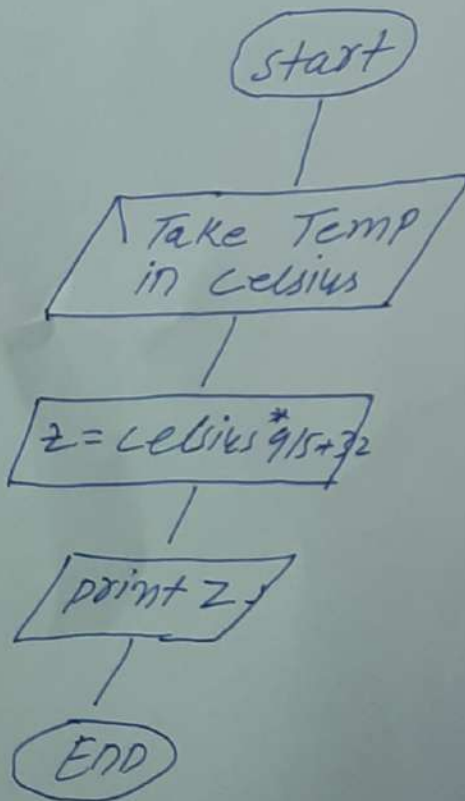 start
Take Temp
in celsius
z = celsius * 9/5+32
print z
END